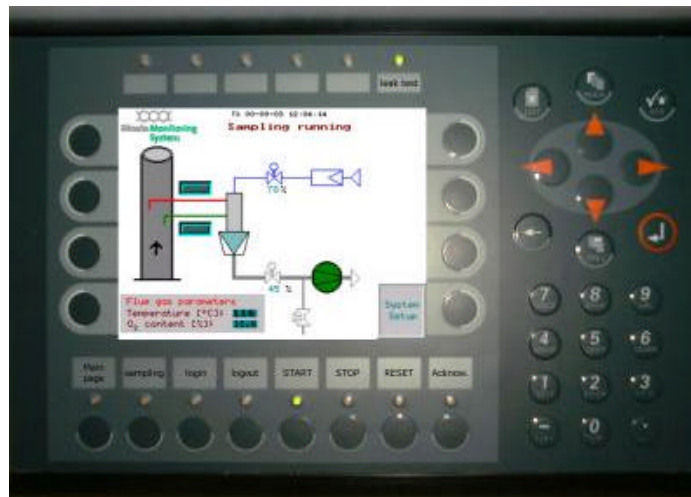 leak test
Monitoring
System
Sampling running
70 %
45 %
Flue gas parameters
Temperature [°C]:
O₂ content [%]:
System
Setup
Main
page
sampling
login
logout
START
STOP
RESET
Acknow.
7
8
9
4
5
6
1
2
3
-
0
.